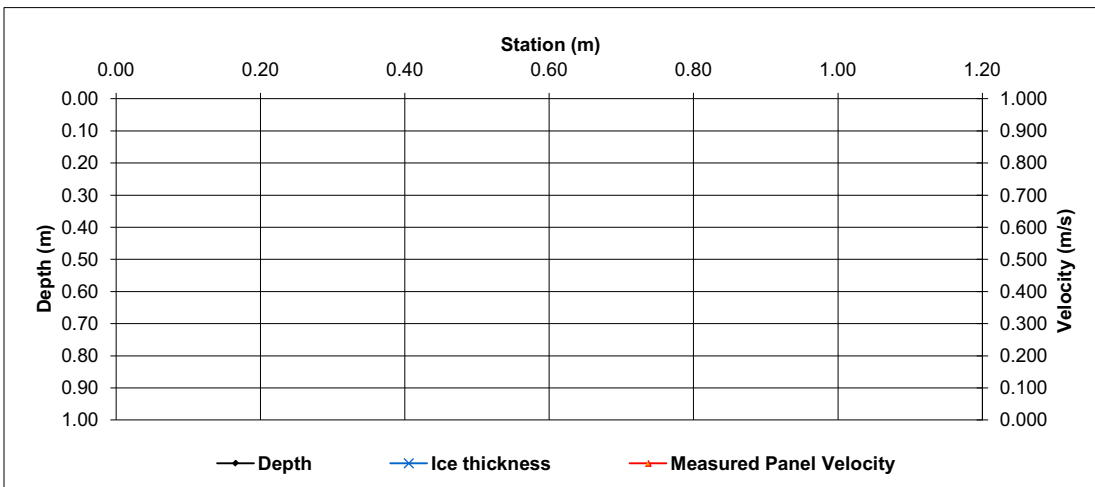 Station (m)
0.00 0.20 0.40 0.60 0.80 1.00 1.20
0.00 1.000
0.10 0.900
0.20 0.800
0.30 0.700
0.40 0.600
0.50 0.500
0.60 0.400
0.70 0.300
0.80 0.200
0.90 0.100
1.00 0.000
Depth (m)
Velocity (m/s)
Depth Ice thickness Measured Panel Velocity